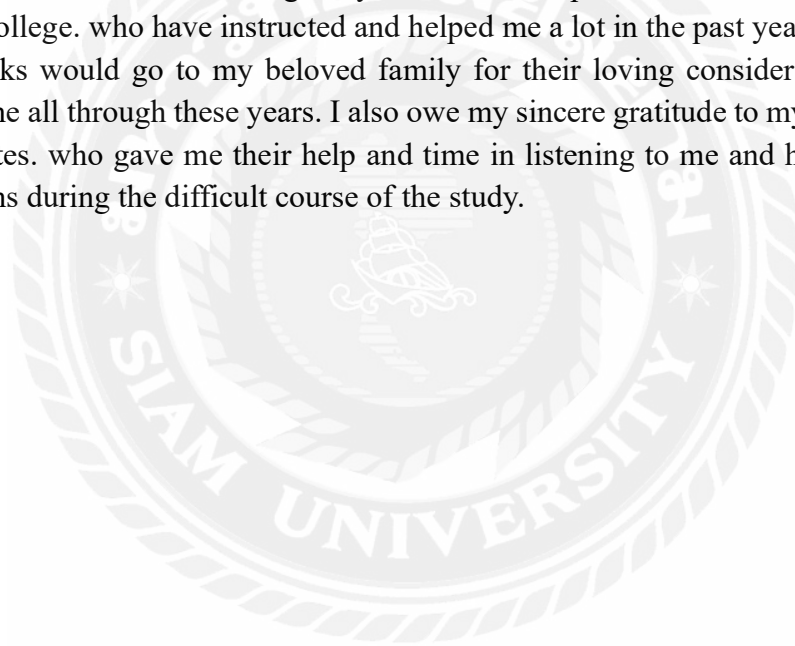 ollege. who have instructed and helped me a lot in the past yea
ks would go to my beloved family for their loving consider
ne all through these years. I also owe my sincere gratitude to my
tes. who gave me their help and time in listening to me and h
ns during the difficult course of the study.
SIAM UNIVERSITY